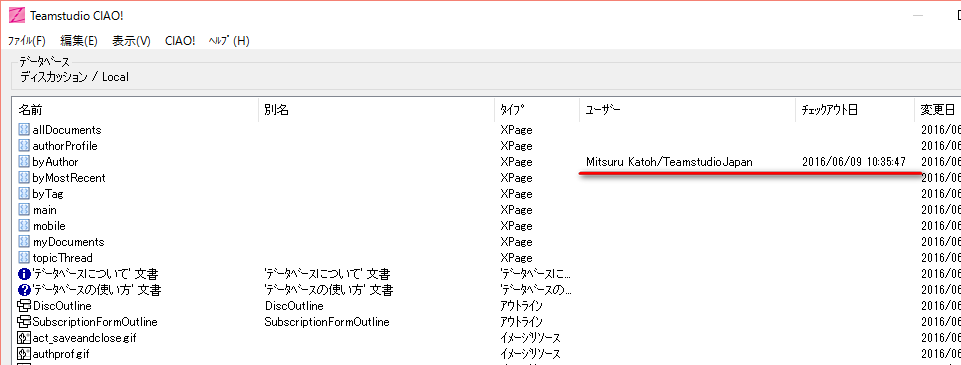 Teamstudio CIAO!
ﾌｧｲﾙ(F) 編集(E) 表示(V) CIAO! ﾍﾙﾌﾟ(H)
データベース
ディスカッション / Local
名前 別名 ﾀｲﾌﾟ ユーザー ﾁｪｯｸｱｳﾄ日 変更日
allDocuments XPage 2016/06
authorProfile XPage 2016/06
byAuthor XPage Mitsuru Katoh/TeamstudioJapan 2016/06/09 10:35:47 2016/06
byMostRecent XPage 2016/06
byTag XPage 2016/06
main XPage 2016/06
mobile XPage 2016/06
myDocuments XPage 2016/06
topicThread XPage 2016/06
'データベースについて' 文書 'データベースについて' 文書 'データベースに... 2016/06
'データベースの使い方' 文書 'データベースの使い方' 文書 'データベースの... 2016/06
DiscOutline DiscOutline アウトライン 2016/06
SubscriptionFormOutline SubscriptionFormOutline アウトライン 2016/06
act_saveandclose.gif イメージリソース 2016/06
authprof.gif イメージリソース 2016/06